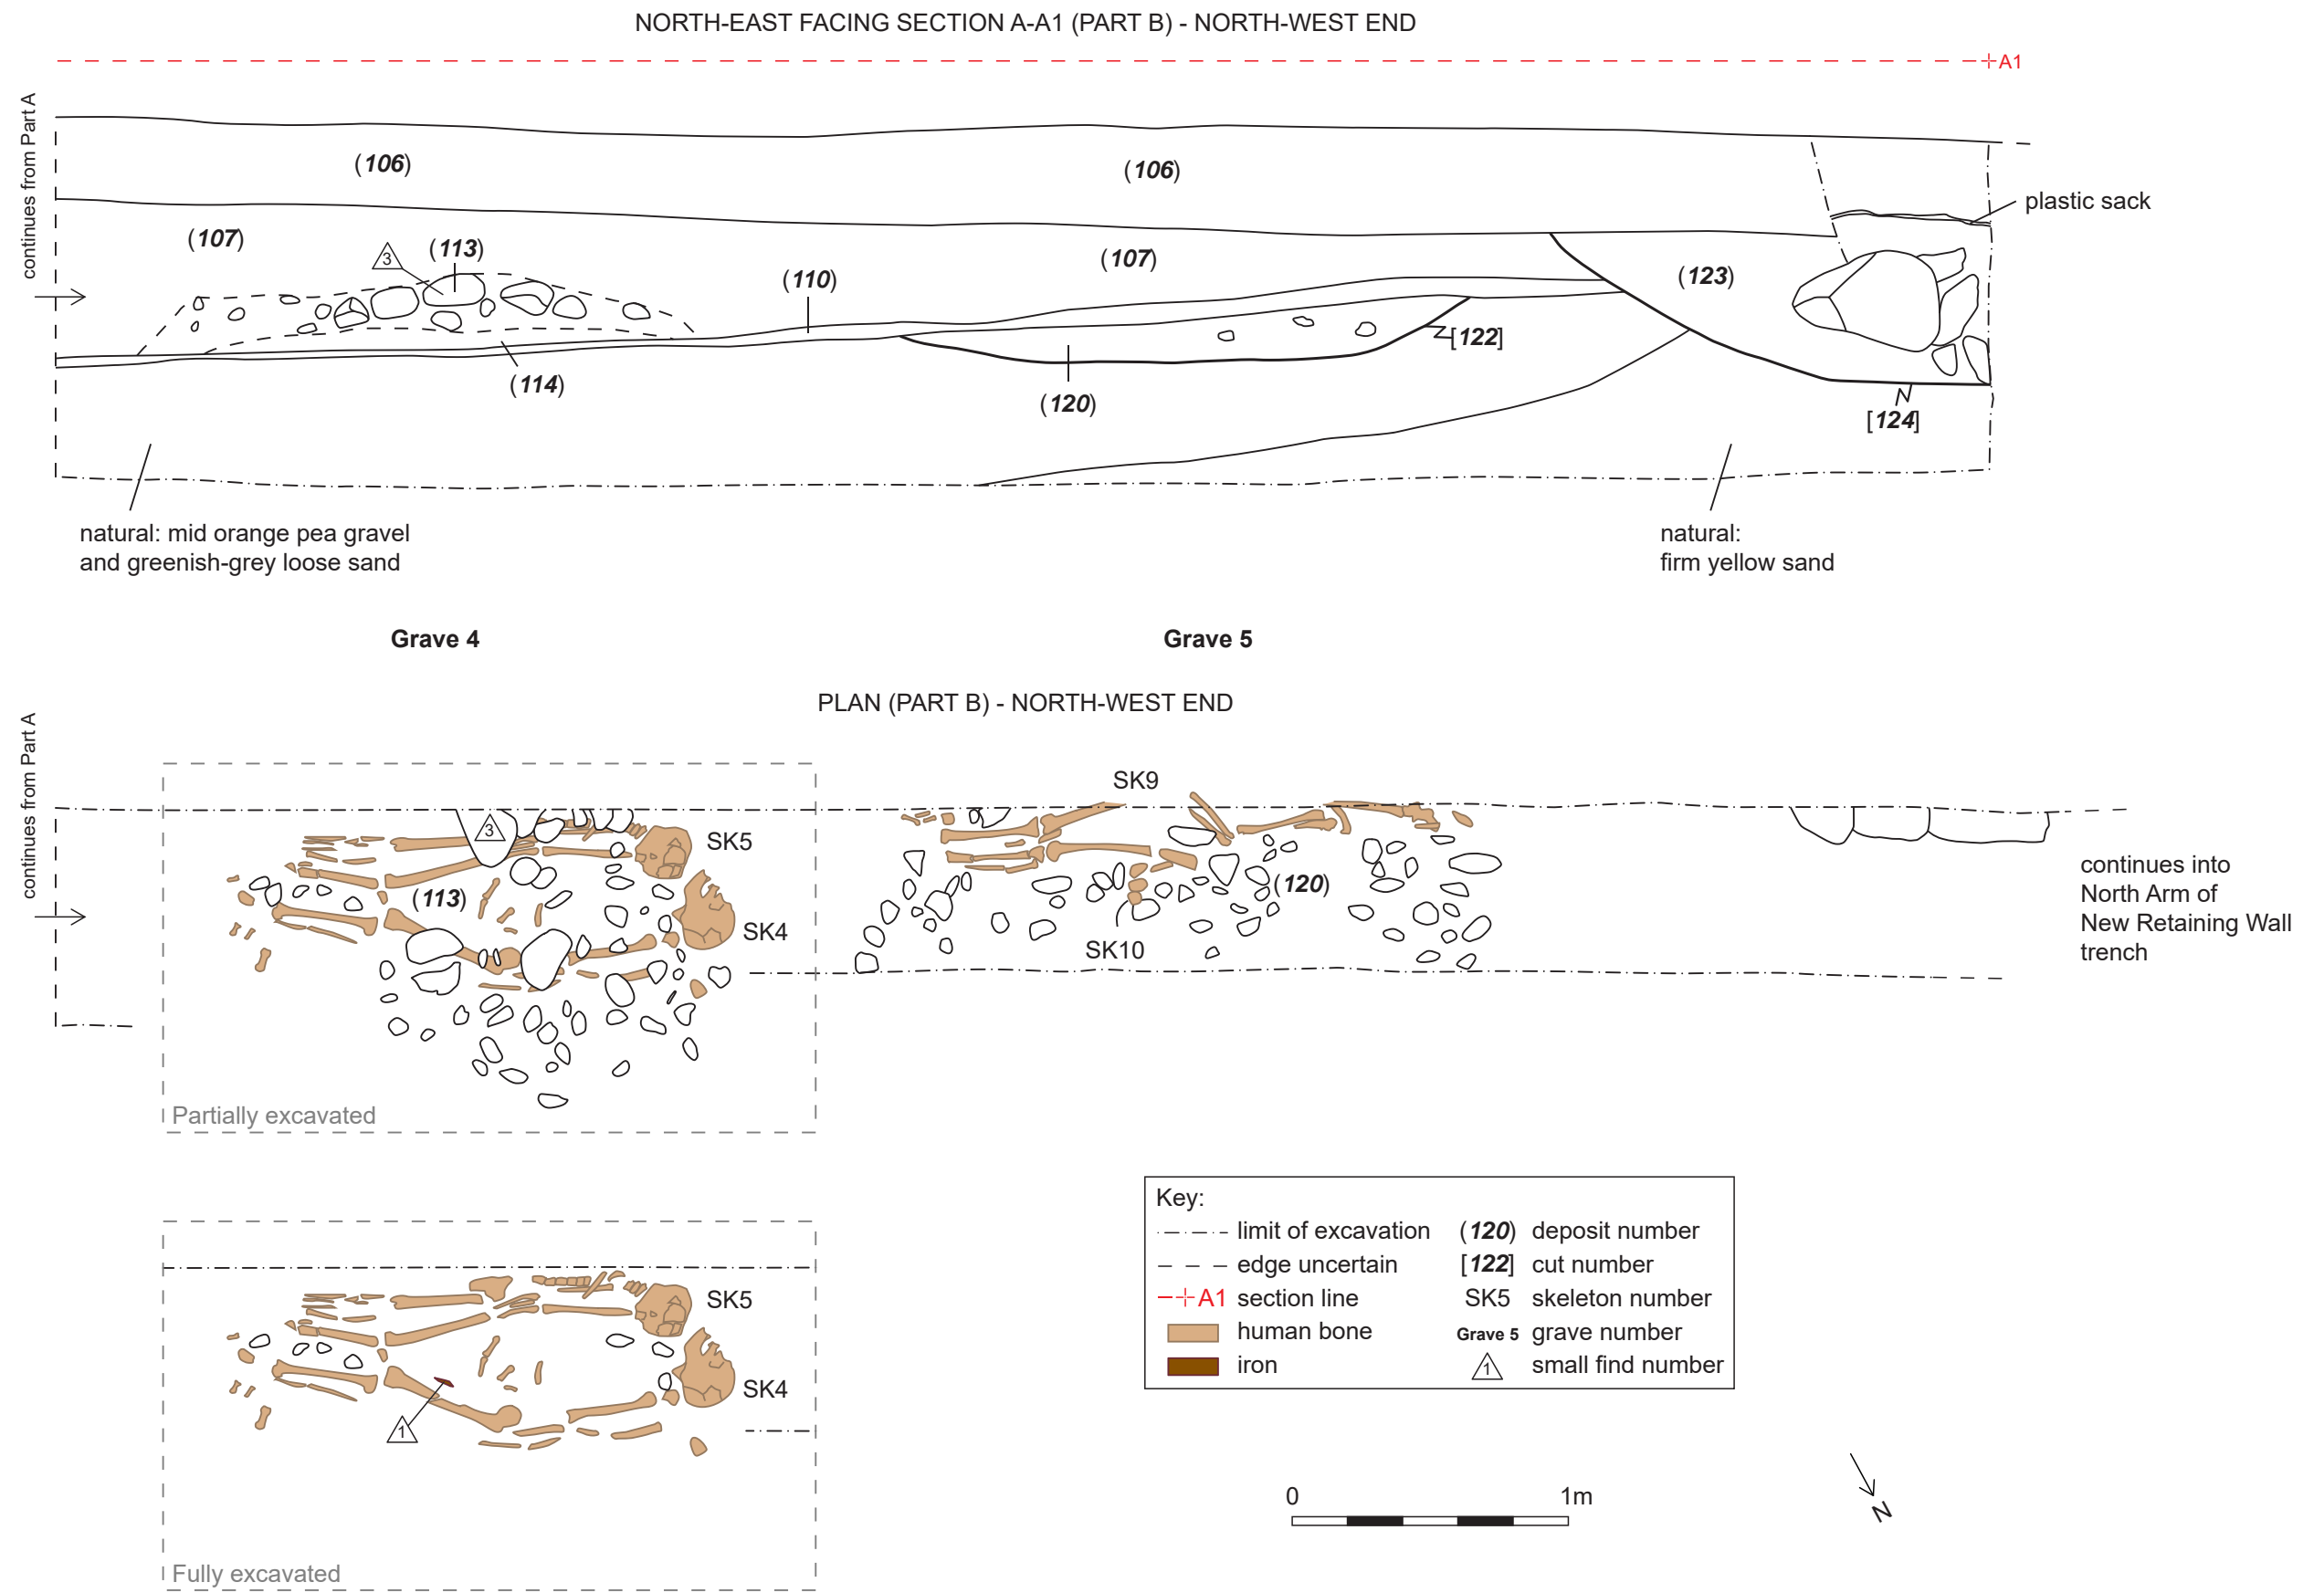 NORTH-EAST FACING SECTION A-A1 (PART B) - NORTH-WEST END
A1
continues from Part A
(106)
(106)
plastic sack
(107)
3
(113)
(107)
(110)
(123)
[122]
(114)
(120)
[124]
natural: mid orange pea gravel
and greenish-grey loose sand
natural:
firm yellow sand
Grave 4
Grave 5
PLAN (PART B) - NORTH-WEST END
continues from Part A
SK9
3
SK5
(113)
SK4
(120)
SK10
continues into
North Arm of
New Retaining Wall
trench
Partially excavated
SK5
SK4
1
Fully excavated
Key:
limit of excavation
(120) deposit number
edge uncertain
[122] cut number
A1 section line
SK5 skeleton number
human bone
Grave 5 grave number
iron
1 small find number
0 1m
N